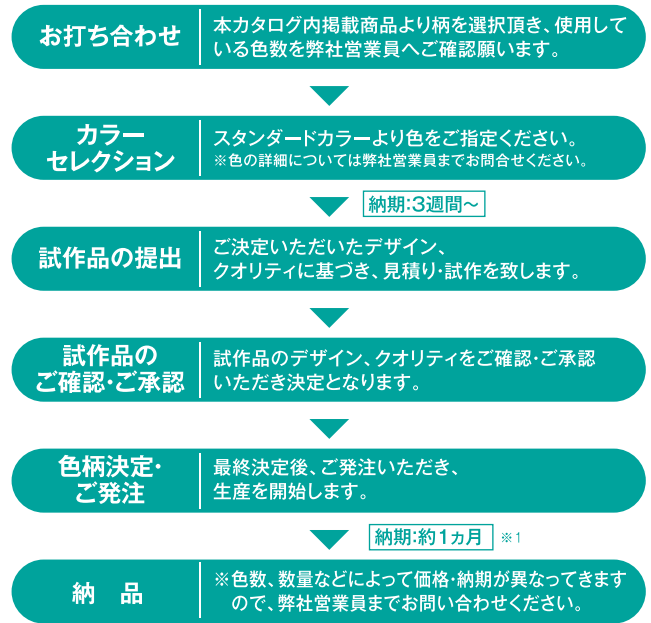 お打ち合わせ
本カタログ内掲載商品より柄を選択頂き、使用して
いる色数を弊社営業員へご確認願います。
カラー
セレクション
スタンダードカラーより色をご指定ください。
※色の詳細については弊社営業員までお問合せください。
納期:3週間～
試作品の提出
ご決定いただいたデザイン、
クオリティに基づき、見積り・試作を致します。
試作品の
ご確認・ご承認
試作品のデザイン、クオリティをご確認・ご承認
いただき決定となります。
色柄決定・
ご発注
最終決定後、ご発注いただき、
生産を開始します。
納期:約1ヵ月 ※1
納　品
※色数、数量などによって価格・納期が異なってきます
ので、弊社営業員までお問い合わせください。